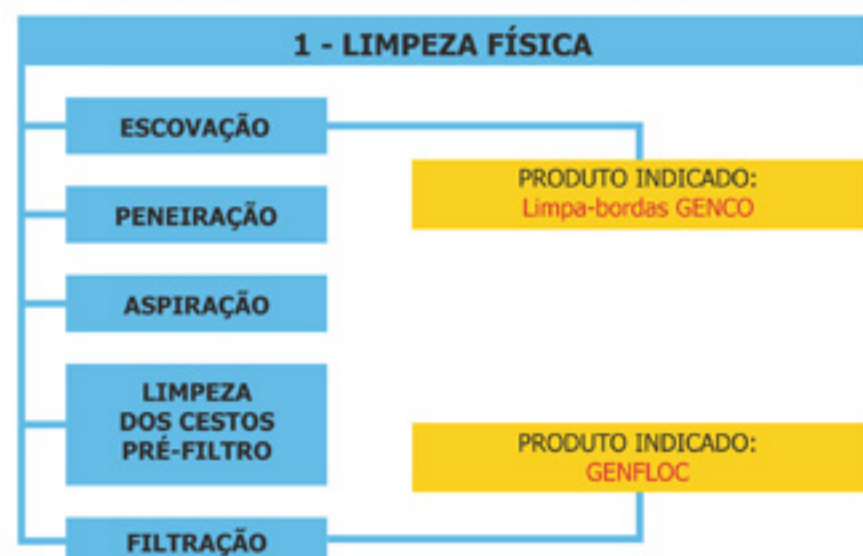 1 - LIMPEZA FÍSICA
ESCOVAÇÃO
PRODUTO INDICADO:
Limpa-bordas GENCO
PENEIRAÇÃO
ASPIRAÇÃO
LIMPEZA
DOS CESTOS
PRÉ-FILTRO
PRODUTO INDICADO:
GENFLOC
FILTRAÇÃO